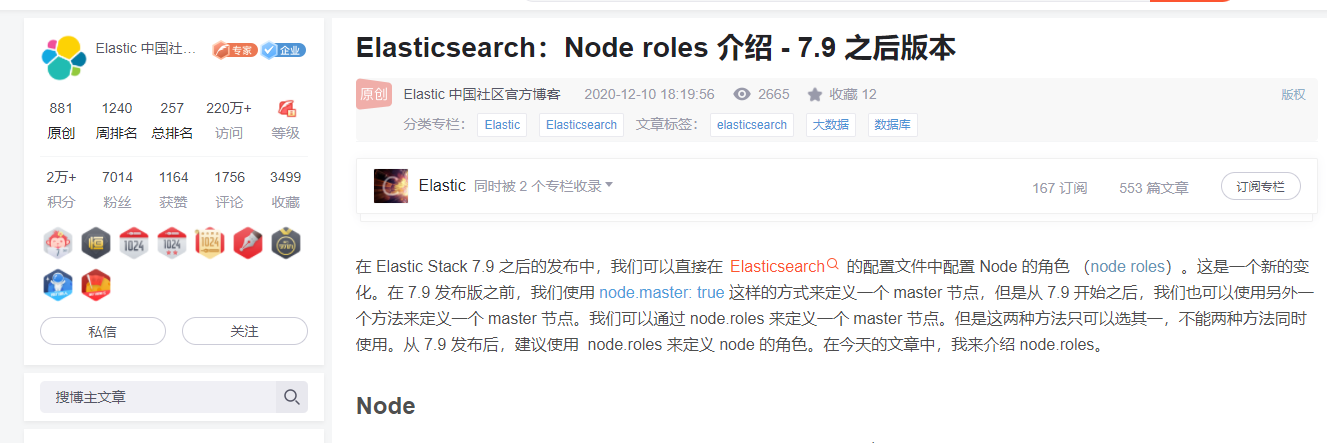 Elastic 中国社... 专家 企业
881 1240 257 220万+
原创 周排名 总排名 访问 等级
2万+ 7014 1164 1756 3499
积分 粉丝 获赞 评论 收藏
1024 1024 1024
私信 关注
搜博主文章
Elasticsearch：Node roles 介绍 - 7.9 之后版本
原创 Elastic 中国社区官方博客 2020-12-10 18:19:56 2665 收藏 12 版权
分类专栏： Elastic Elasticsearch 文章标签： elasticsearch 大数据 数据库
Elastic 同时被 2 个专栏收录 167 订阅 553 篇文章 订阅专栏
在 Elastic Stack 7.9 之后的发布中，我们可以直接在 Elasticsearch 的配置文件中配置 Node 的角色 （node roles）。这是一个新的变
化。在 7.9 发布版之前，我们使用 node.master: true 这样的方式来定义一个 master 节点，但是从 7.9 开始之后，我们也可以使用另外一
个方法来定义一个 master 节点。我们可以通过 node.roles 来定义一个 master 节点。但是这两种方法只可以选其一，不能两种方法同时
使用。从 7.9 发布后，建议使用 node.roles 来定义 node 的角色。在今天的文章中，我来介绍 node.roles。
Node